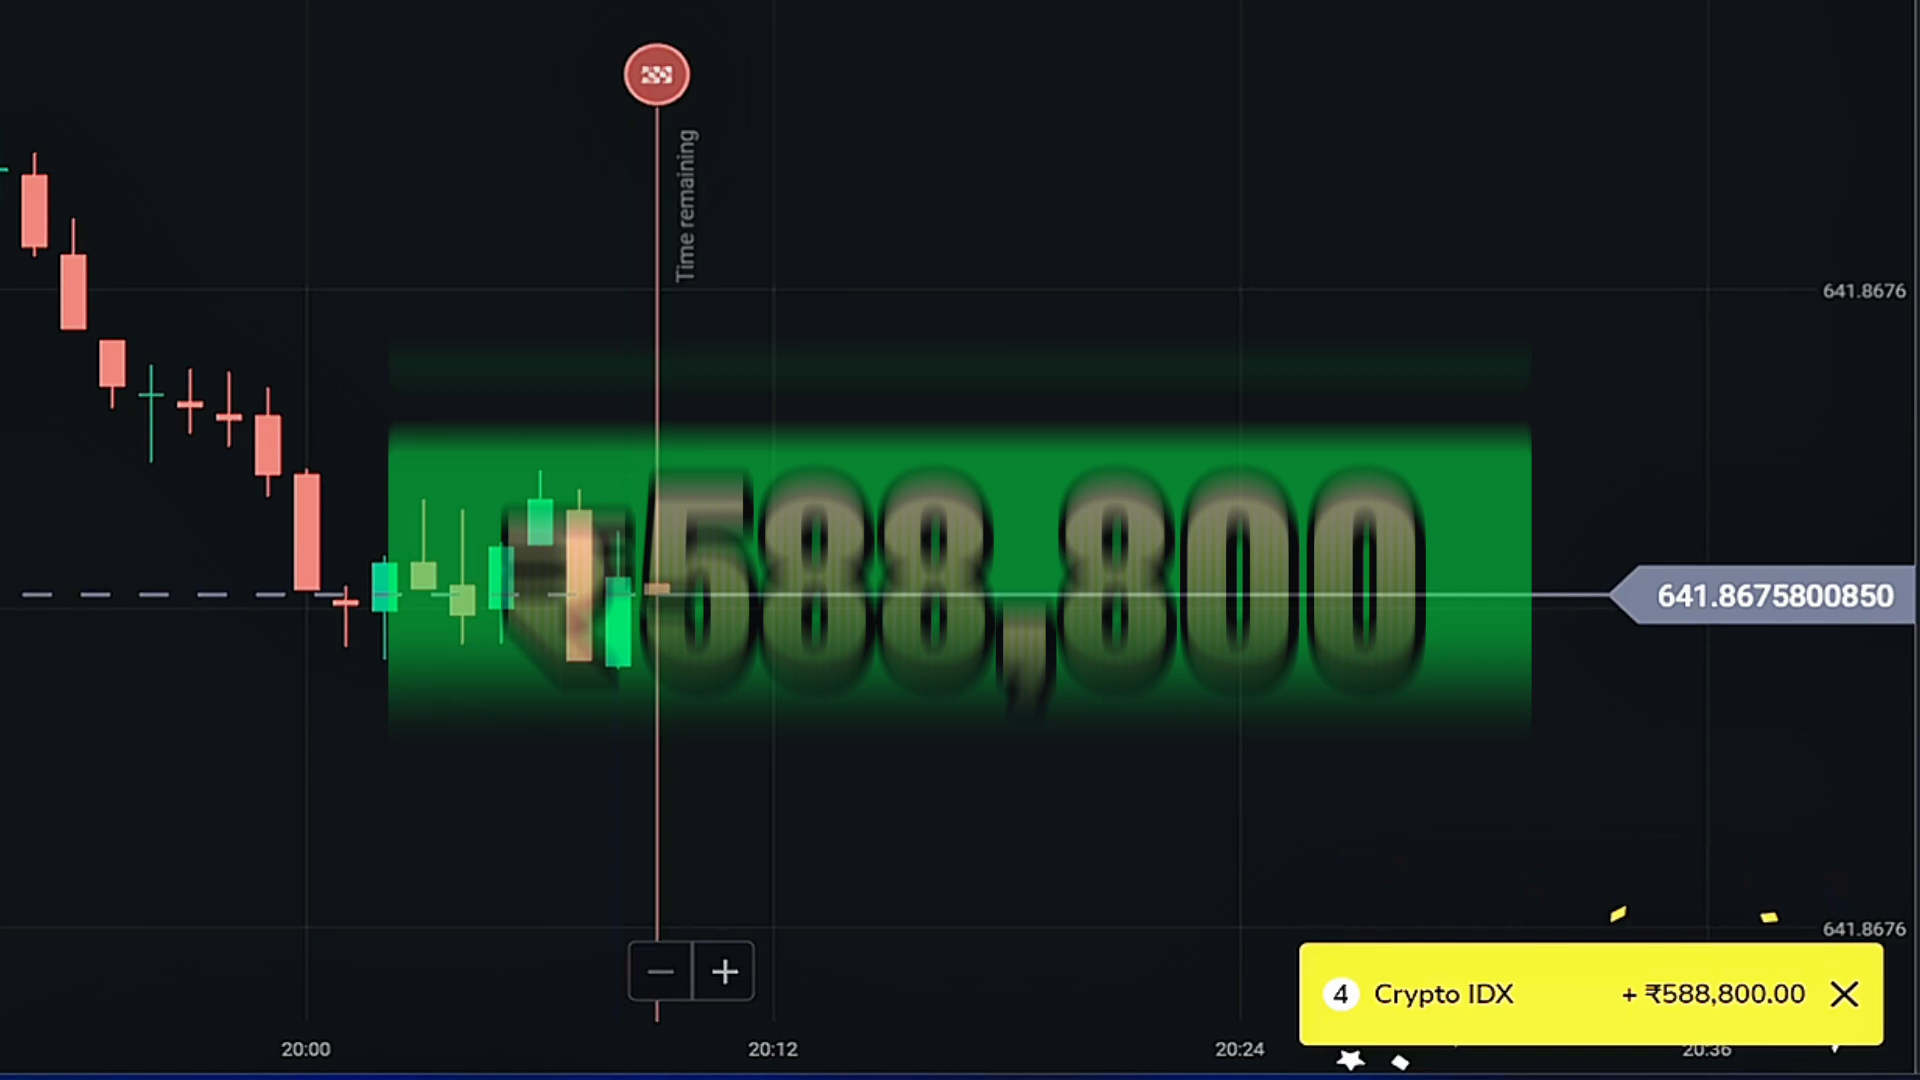 Time remaining
641.8676
₹588,800
641.8675800850
641.8676
− +
4 Crypto IDX + ₹588,800.00 X
20:00 20:12 20:24 20:36